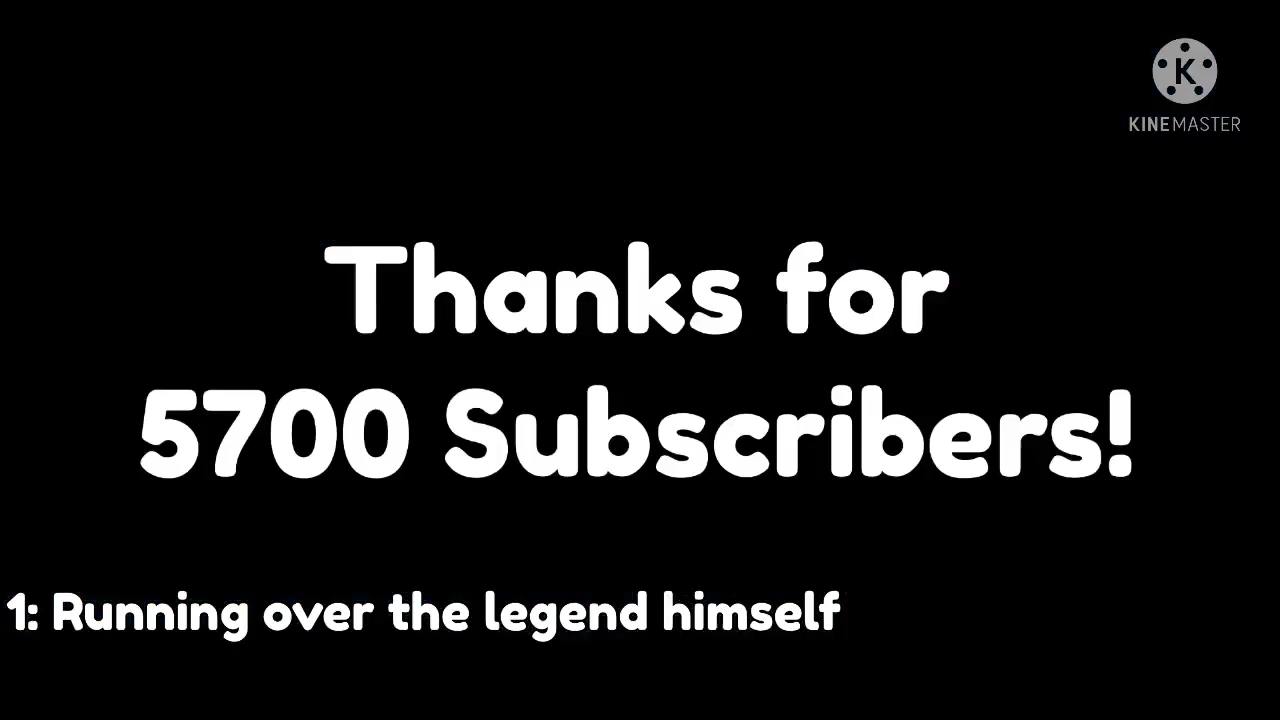 K
KINEMASTER
Thanks for
5700 Subscribers!
1: Running over the legend himself